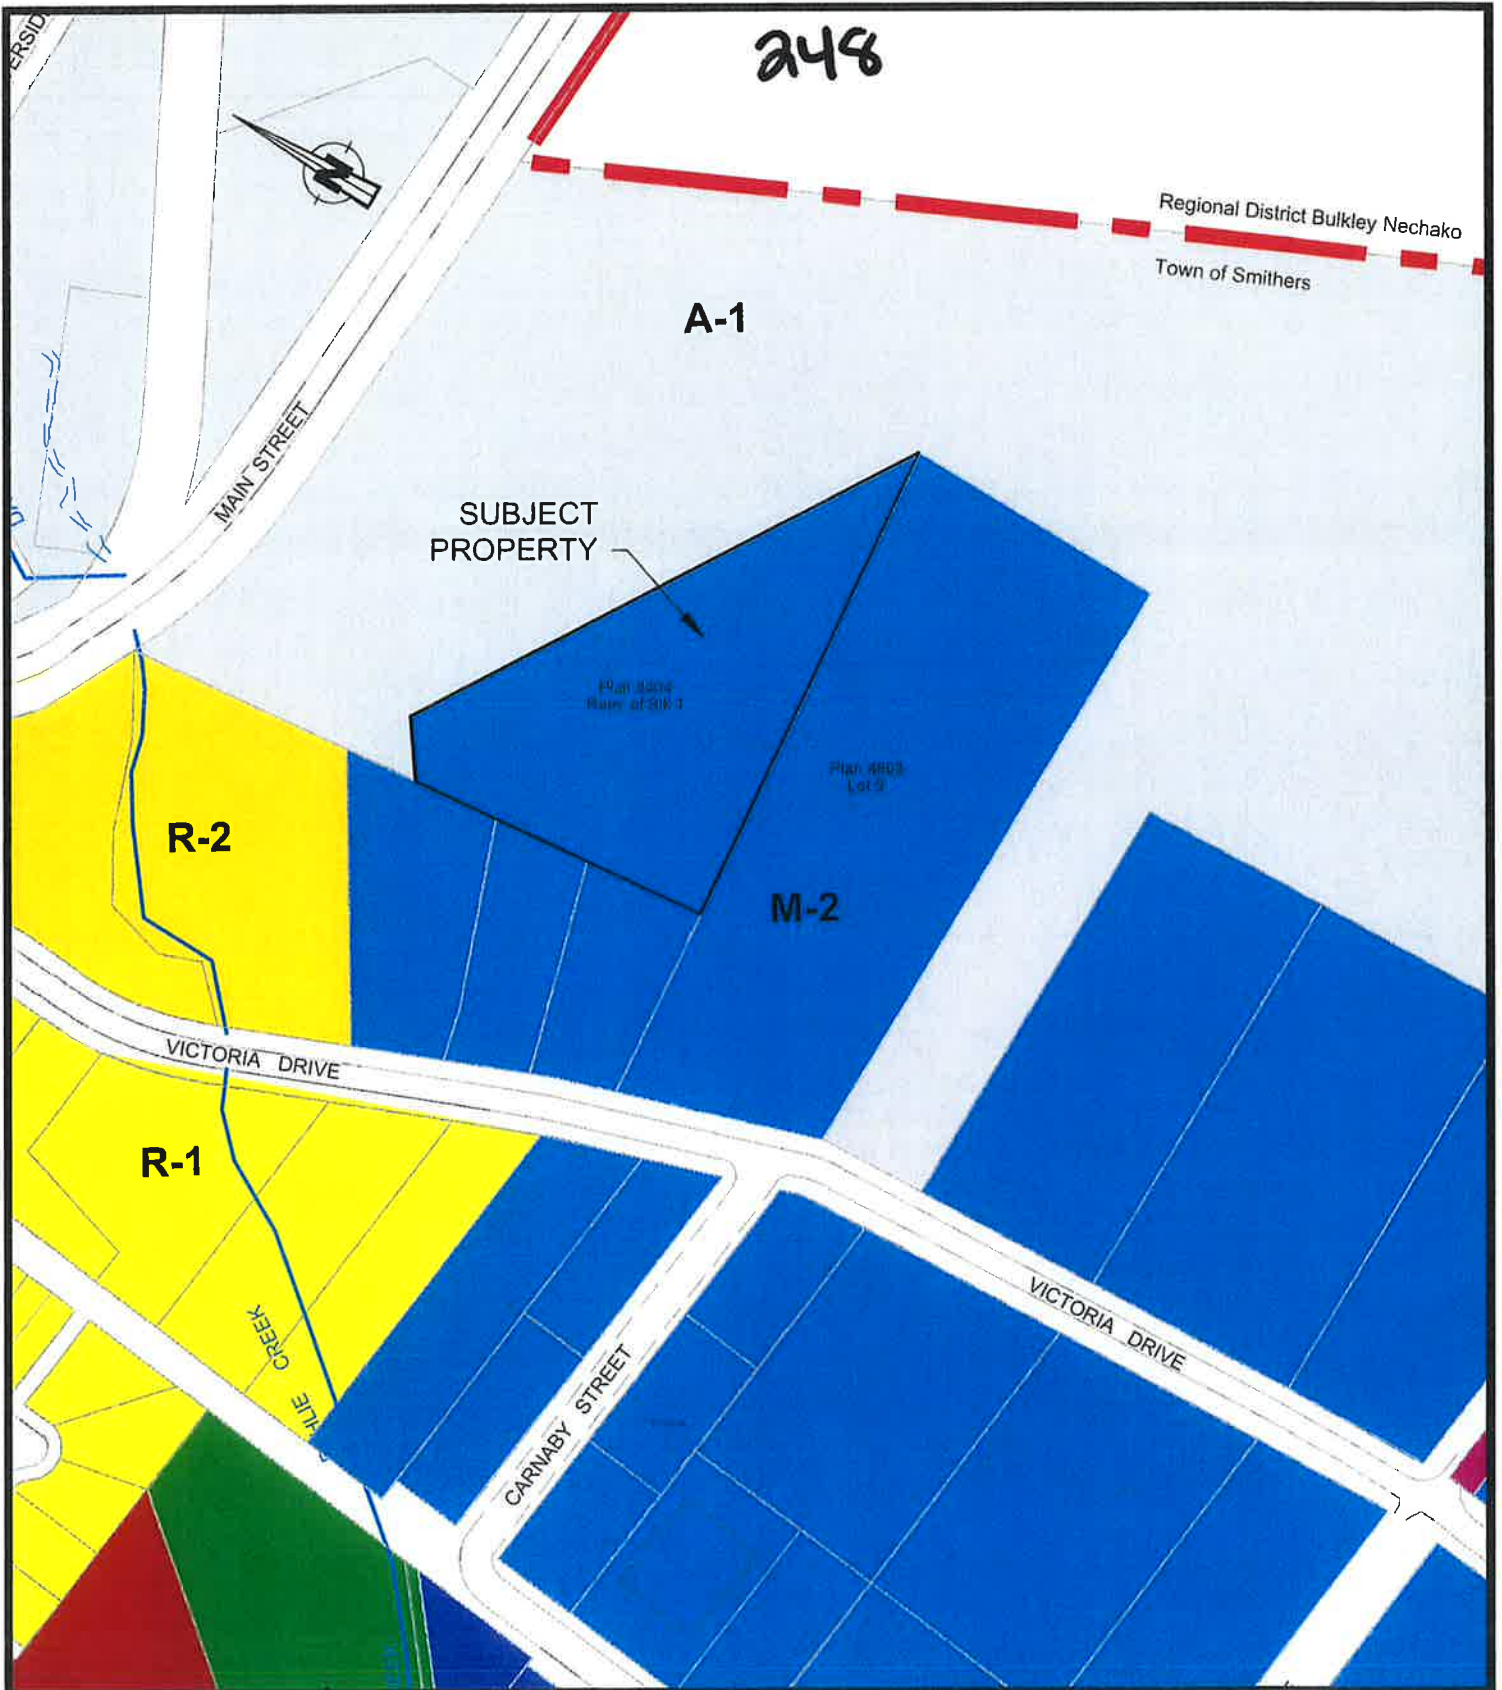 248
Regional District Bulkley Nechako
Town of Smithers
A-1
MAIN STREET
SUBJECT
PROPERTY
Lot
R-2
M-2
VICTORIA DRIVE
R-1
VICTORIA DRIVE
CREEK
CARNABY STREET
N